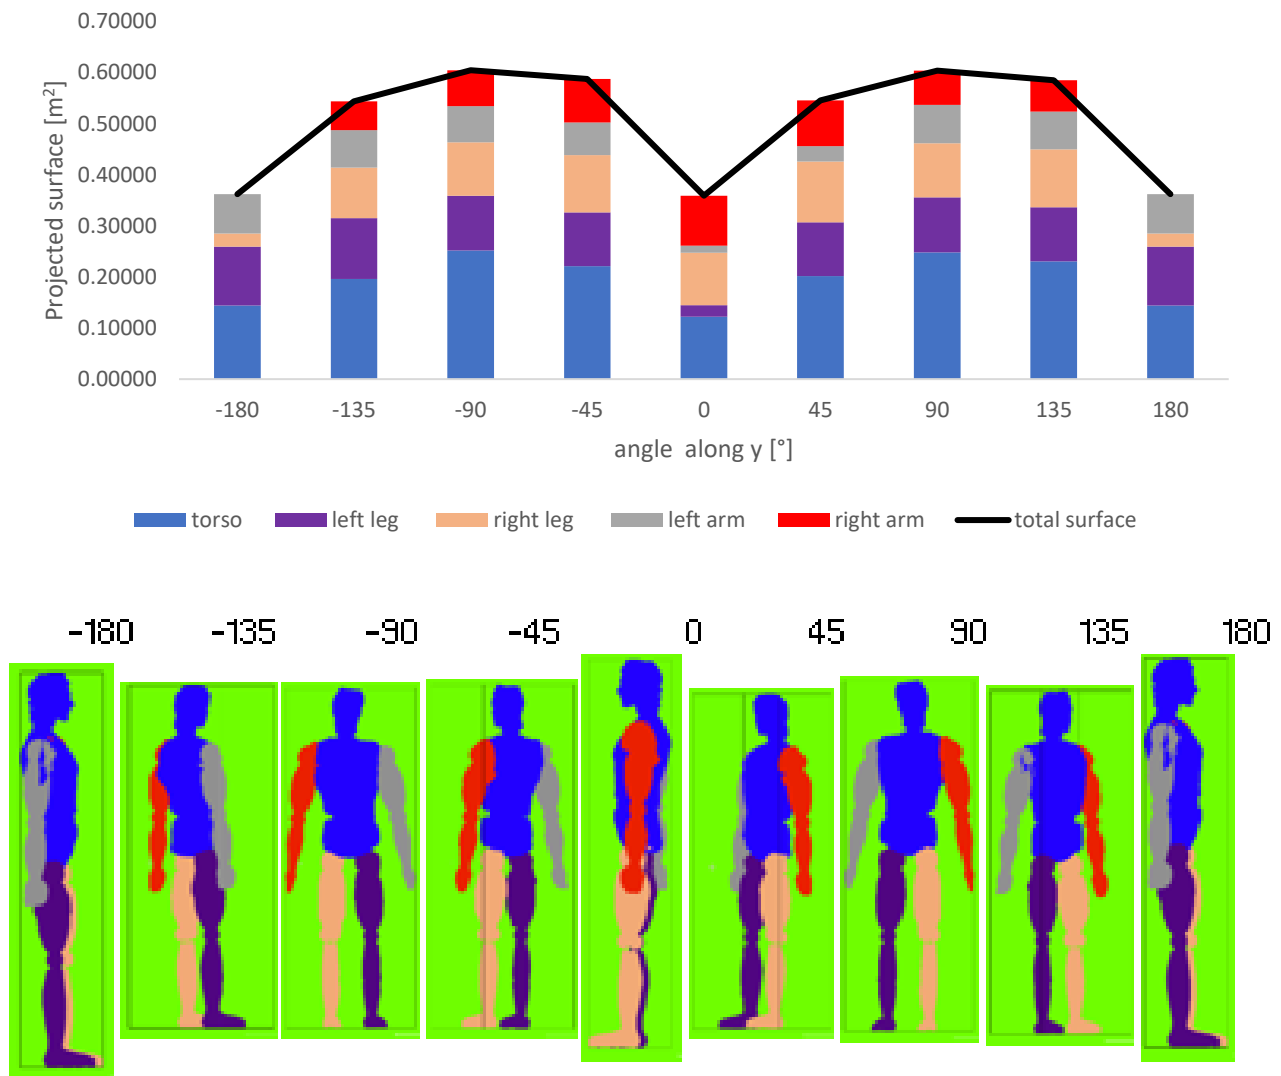 0.70000
0.60000
0.50000
0.40000
0.30000
0.20000
0.10000
0.00000
Projected surface [m²]
-180 -135 -90 -45 0 45 90 135 180
angle along y [°]
torso left leg right leg left arm right arm total surface
-180 -135 -90 -45 0 45 90 135 180